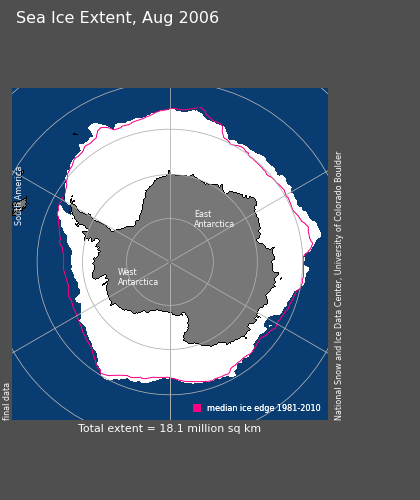 Sea Ice Extent, Aug 2006
South America
East
Antarctica
West
Antarctica
median ice edge 1981-2010
final data
National Snow and Ice Data Center, University of Colorado Boulder
Total extent = 18.1 million sq km